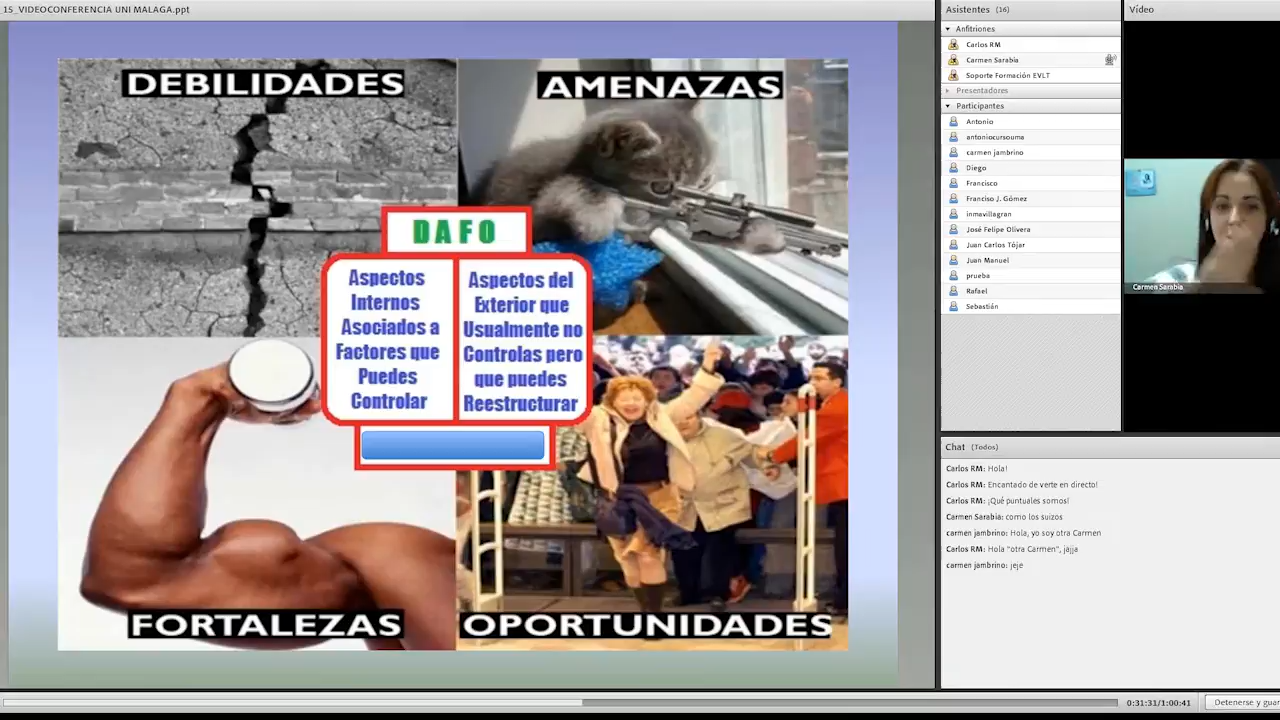 _15_VIDEOCONFERENCIA UNI MALAGA.ppt
DEBILIDADES
AMENAZAS
DAFO
Aspectos
Internos
Asociados a
Factores que
Puedes
Controlar
Aspectos del
Exterior que
Usualmente no
Controlas pero
que puedes
Reestructurar
FORTALEZAS
OPORTUNIDADES
Asistentes (16)
Anfitriones
Carlos RM
Carmen Sarabia
Soporte Formación EVLT
Presentadores
Participantes
Antonio
antoniocursouma
carmen jambrino
Diego
Francisco
Franciso J. Gómez
inmavillagran
José Felipe Olivera
Juan Carlos Tójar
Juan Manuel
prueba
Rafael
Sebastián
Vídeo
Carmen Sarabia
Chat (Todos)
Carlos RM: Hola!
Carlos RM: Encantado de verte en directo!
Carlos RM: ¡Qué puntuales somos!
Carmen Sarabia: como los suizos
carmen jambrino: Hola, yo soy otra Carmen
Carlos RM: Hola "otra Carmen", jajja
carmen jambrino: jeje
0:31:31/1:00:41
Detenerse y guar